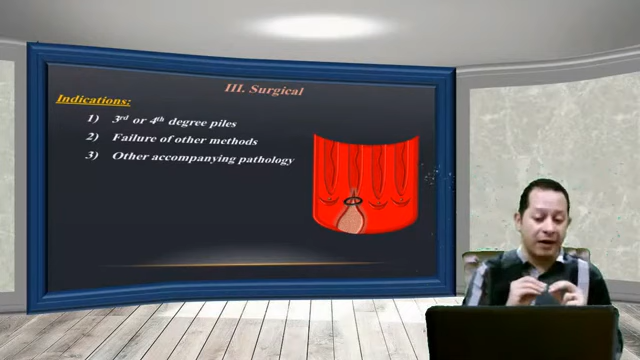 III. Surgical
Indications:
1) 3rd or 4th degree piles
2) Failure of other methods
3) Other accompanying pathology